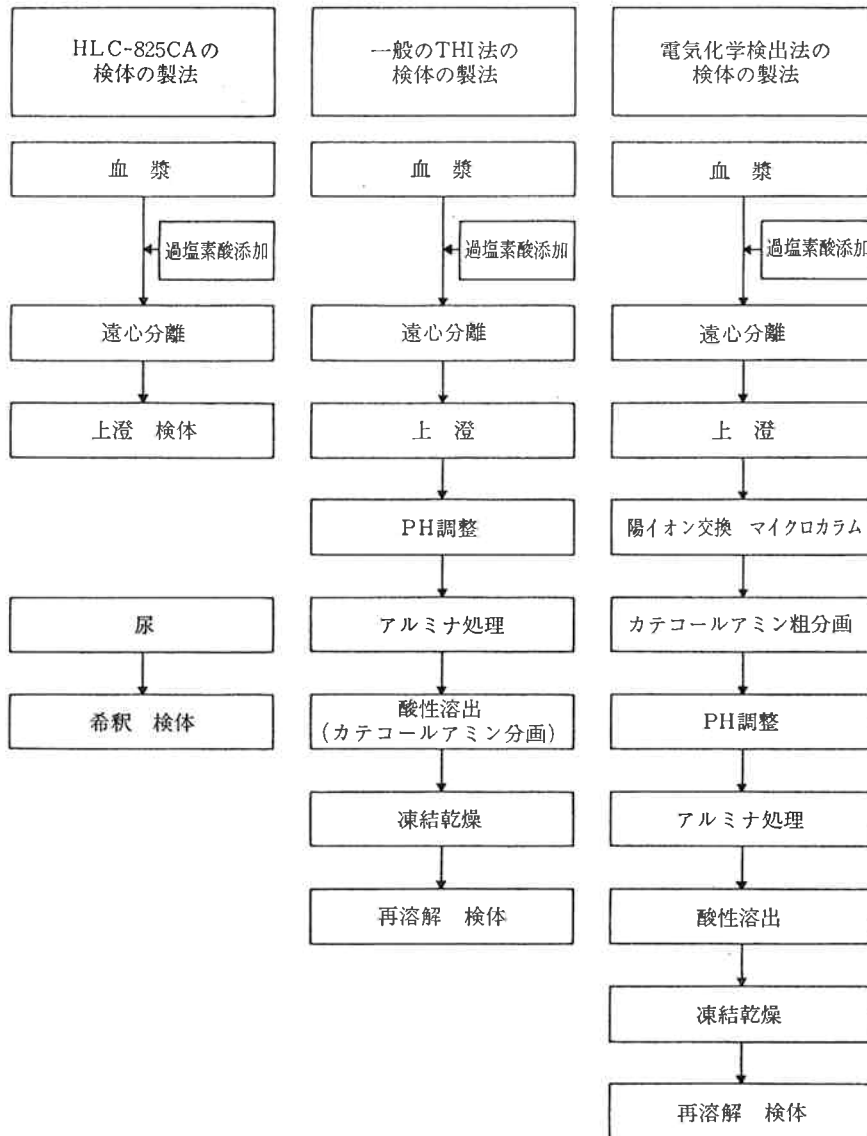 HLC-825CAの
検体の製法
血 漿
過塩素酸添加
遠心分離
上澄 検体
尿
希釈 検体
一般のTHI法の
検体の製法
血 漿
過塩素酸添加
遠心分離
上 澄
PH調整
アルミナ処理
酸性溶出
(カテコールアミン分画)
凍結乾燥
再溶解 検体
電気化学検出法の
検体の製法
血 漿
過塩素酸添加
遠心分離
上 澄
陽イオン交換 マイクロカラム
カテコールアミン粗分画
PH調整
アルミナ処理
酸性溶出
凍結乾燥
再溶解 検体